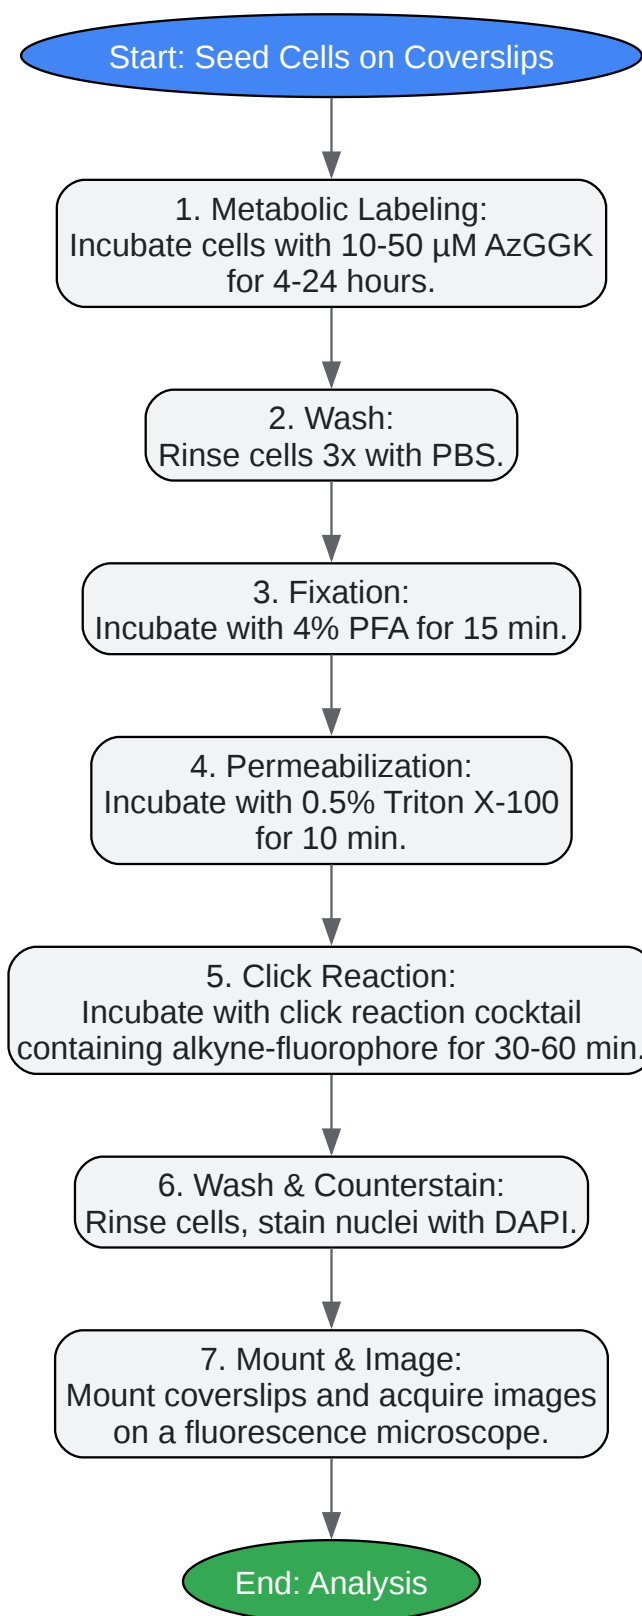 Start: Seed Cells on Coverslips
1. Metabolic Labeling:
Incubate cells with 10-50 µM AzGGK
for 4-24 hours.
2. Wash:
Rinse cells 3x with PBS.
3. Fixation:
Incubate with 4% PFA for 15 min.
4. Permeabilization:
Incubate with 0.5% Triton X-100
for 10 min.
5. Click Reaction:
Incubate with click reaction cocktail
containing alkyne-fluorophore for 30-60 min.
6. Wash & Counterstain:
Rinse cells, stain nuclei with DAPI.
7. Mount & Image:
Mount coverslips and acquire images
on a fluorescence microscope.
End: Analysis